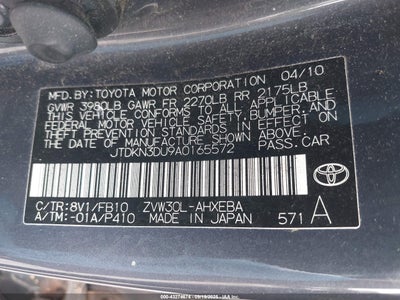 MFD. BY: TOYOTA MOTOR CORPORATION 04/10
GVWR 3980LB GAWR FR 2270LB RR 2175LB
THIS VEHICLE CONFORMS TO ALL APPLICABLE
FEDERAL MOTOR VEHICLE SAFETY, BUMPER, AND
THEFT PREVENTION STANDARDS IN EFFECT ON
THE DATE OF MANUFACTURE SHOWN ABOVE.
JTDKN3DU9A0165572 PASS. CAR
C/TR: 8V1/FB10 ZVW30L-AHXEBA
A/TM: -01A/P410 MADE IN JAPAN 571 A
TOYOTA